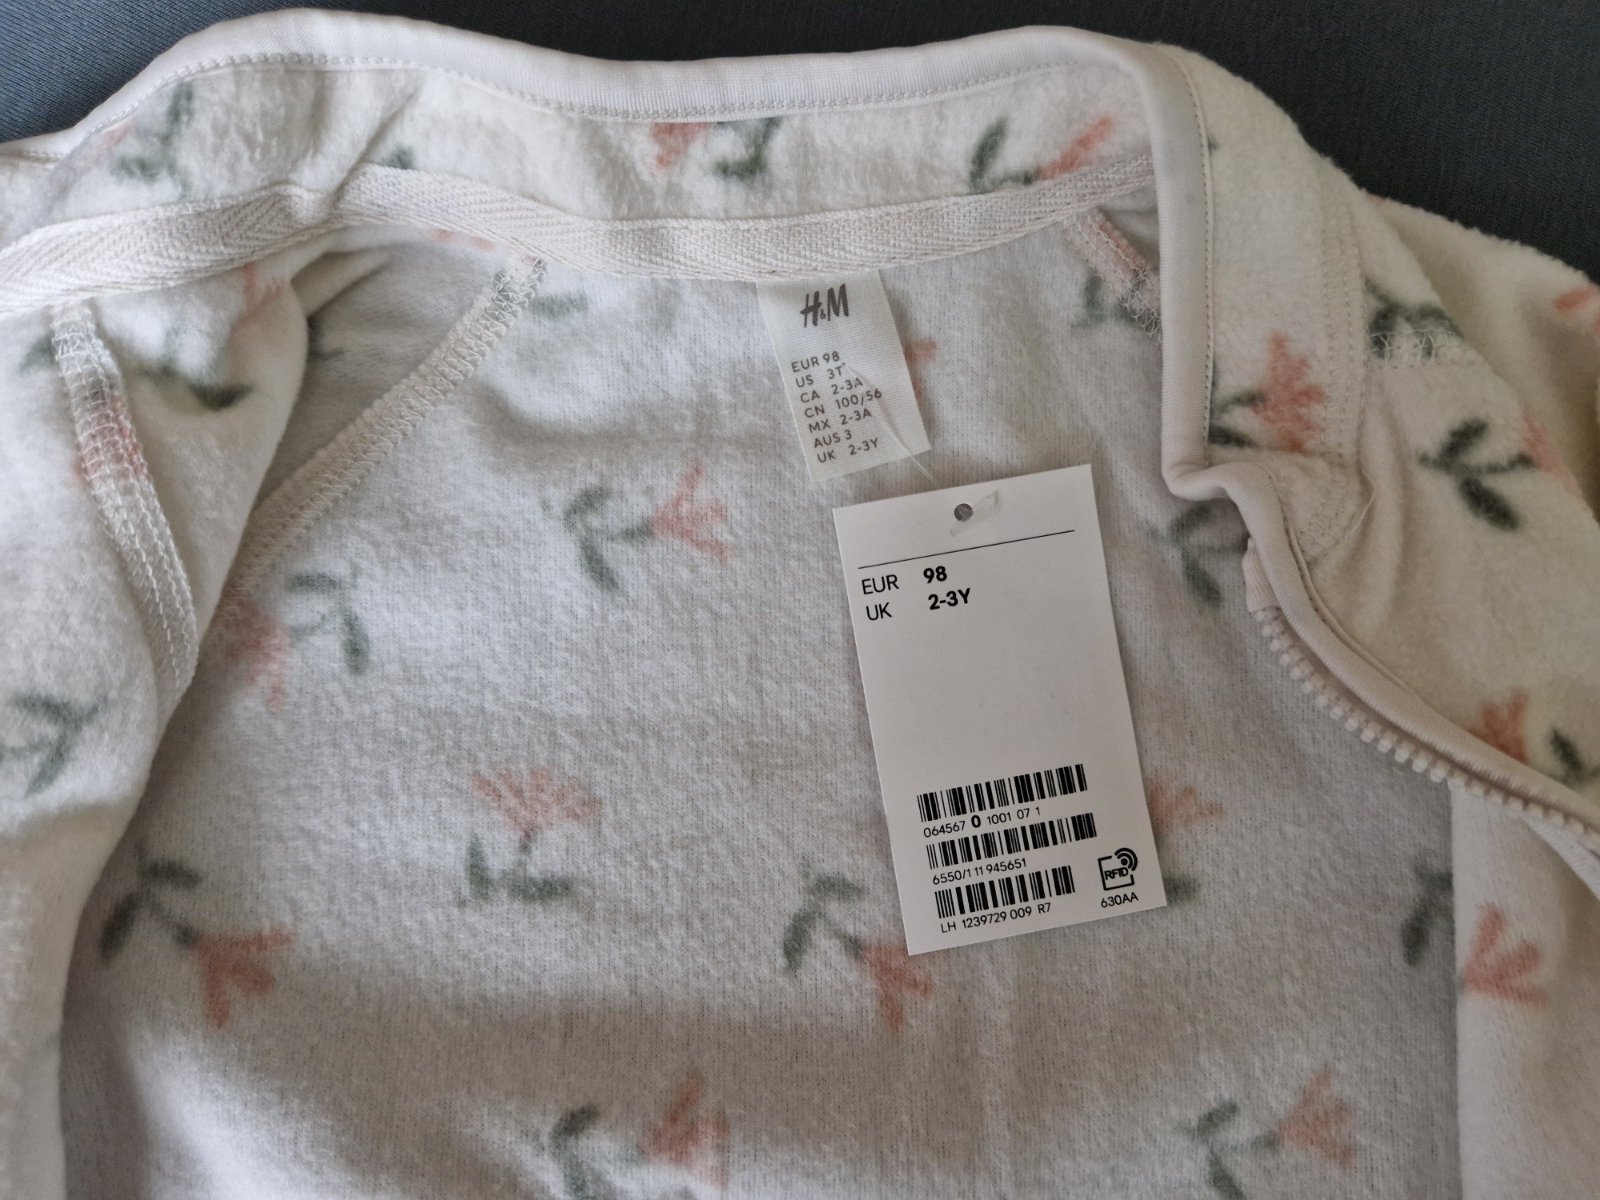 H&M
EUR 98
US 3T
CA 2-3A
CN 100/56
MX 2-3A
AUS 3
UK 2-3Y
EUR 98
UK 2-3Y
064567 0 1001 07 1
6550/1 11 945651
LH 1239729 009 R7
RFID
630AA